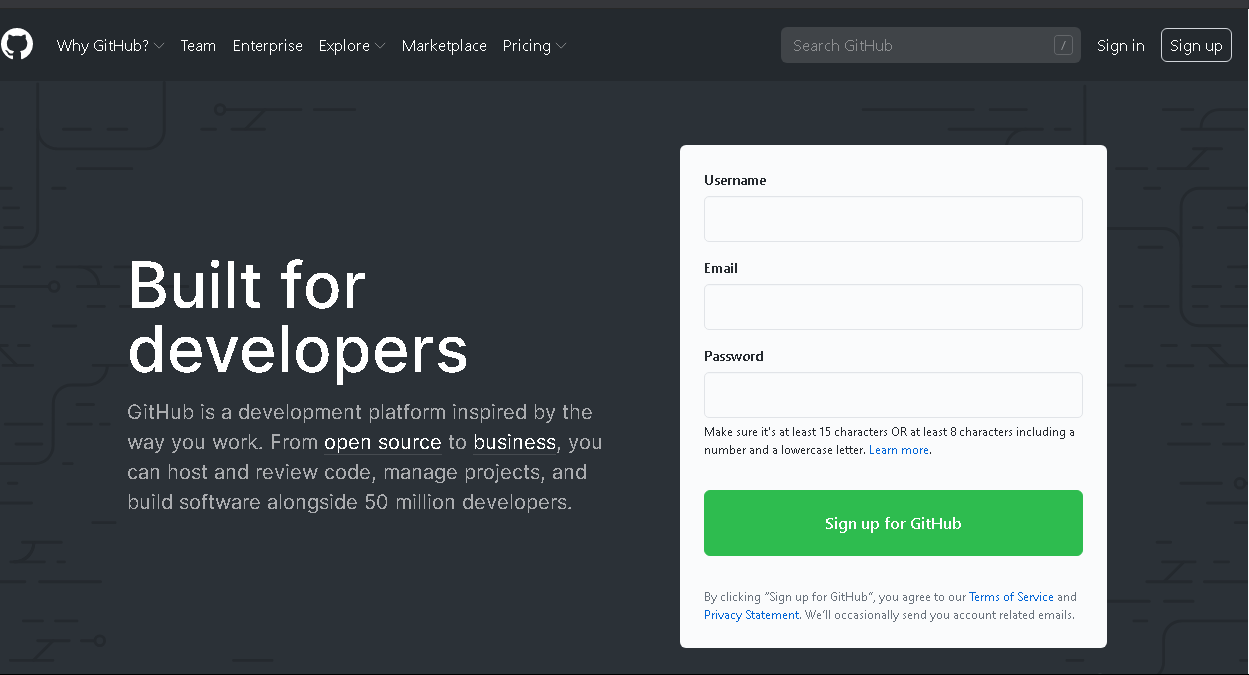 Why GitHub? Team Enterprise Explore Marketplace Pricing Search GitHub / Sign in Sign up
Built for
developers
GitHub is a development platform inspired by the
way you work. From open source to business, you
can host and review code, manage projects, and
build software alongside 50 million developers.
Username
Email
Password
Make sure it's at least 15 characters OR at least 8 characters including a
number and a lowercase letter. Learn more.
Sign up for GitHub
By clicking “Sign up for GitHub”, you agree to our Terms of Service and
Privacy Statement. We’ll occasionally send you account related emails.